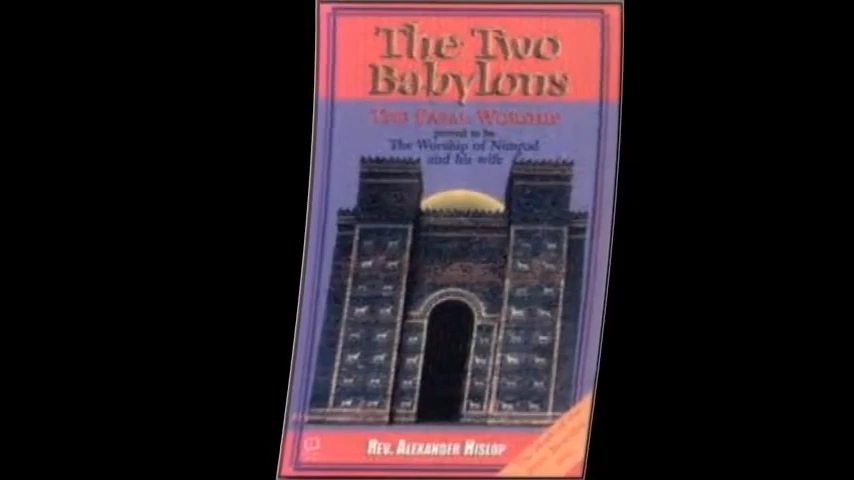 The Two
Babylons
THE PAPAL WORSHIP
proved to be
The Worship of Nimrod
and his wife
REV. ALEXANDER HISLOP